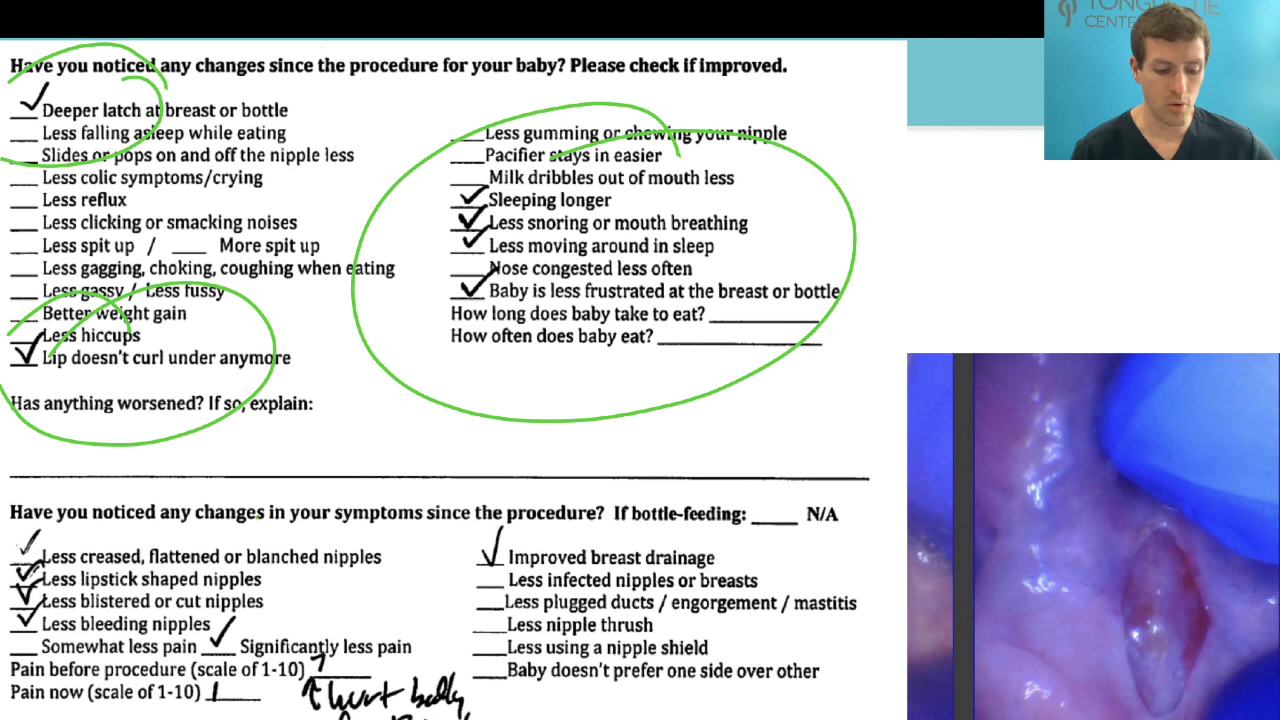 TONGUE TIE
CENTER
Have you noticed any changes since the procedure for your baby? Please check if improved.
Deeper latch at breast or bottle
Less falling asleep while eating
Slides or pops on and off the nipple less
Less colic symptoms/crying
Less reflux
Less clicking or smacking noises
Less spit up / ____ More spit up
Less gagging, choking, coughing when eating
Less gassy / Less fussy
Better weight gain
Less hiccups
Lip doesn't curl under anymore
Less gumming or chewing your nipple
Pacifier stays in easier
Milk dribbles out of mouth less
Sleeping longer
Less snoring or mouth breathing
Less moving around in sleep
Nose congested less often
Baby is less frustrated at the breast or bottle
How long does baby take to eat?
How often does baby eat?
Has anything worsened? If so, explain:
Have you noticed any changes in your symptoms since the procedure? If bottle-feeding: ____ N/A
Less creased, flattened or blanched nipples
Less lipstick shaped nipples
Less blistered or cut nipples
Less bleeding nipples
Somewhat less pain ____ Significantly less pain
Pain before procedure (scale of 1-10) 7
Pain now (scale of 1-10) 1
↑ hurt badly
Improved breast drainage
Less infected nipples or breasts
Less plugged ducts / engorgement / mastitis
Less nipple thrush
Less using a nipple shield
Baby doesn't prefer one side over other